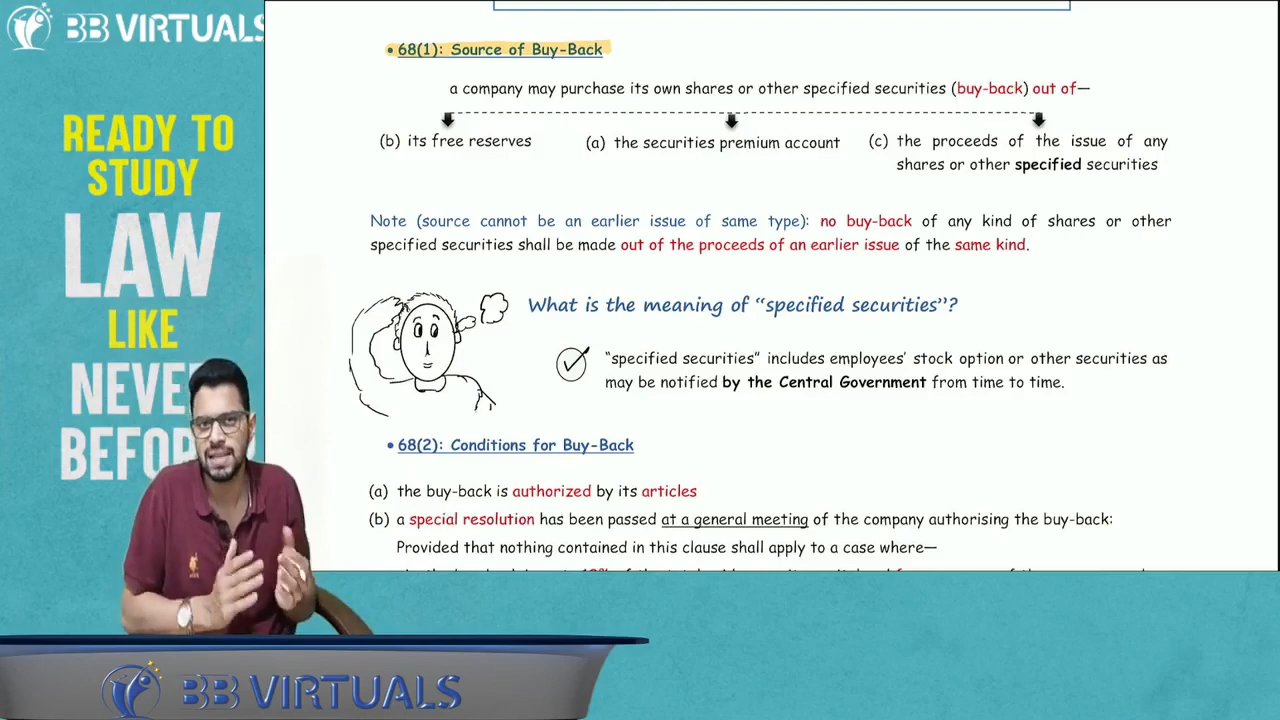 BB VIRTUALS
READY TO
STUDY
LAW
LIKE
NEVER
BEFOR
• 68(1): Source of Buy-Back
a company may purchase its own shares or other specified securities (buy-back) out of—
(b) its free reserves
(a) the securities premium account
(c) the proceeds of the issue of any
shares or other specified securities
Note (source cannot be an earlier issue of same type): no buy-back of any kind of shares or other
specified securities shall be made out of the proceeds of an earlier issue of the same kind.
What is the meaning of “specified securities”?
“specified securities” includes employees’ stock option or other securities as
may be notified by the Central Government from time to time.
• 68(2): Conditions for Buy-Back
(a) the buy-back is authorized by its articles
(b) a special resolution has been passed at a general meeting of the company authorising the buy-back:
Provided that nothing contained in this clause shall apply to a case where—
BB VIRTUALS